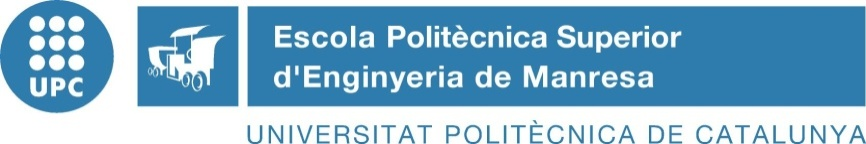 UPC
Escola Politècnica Superior
d'Enginyeria de Manresa
UNIVERSITAT POLITÈCNICA DE CATALUNYA